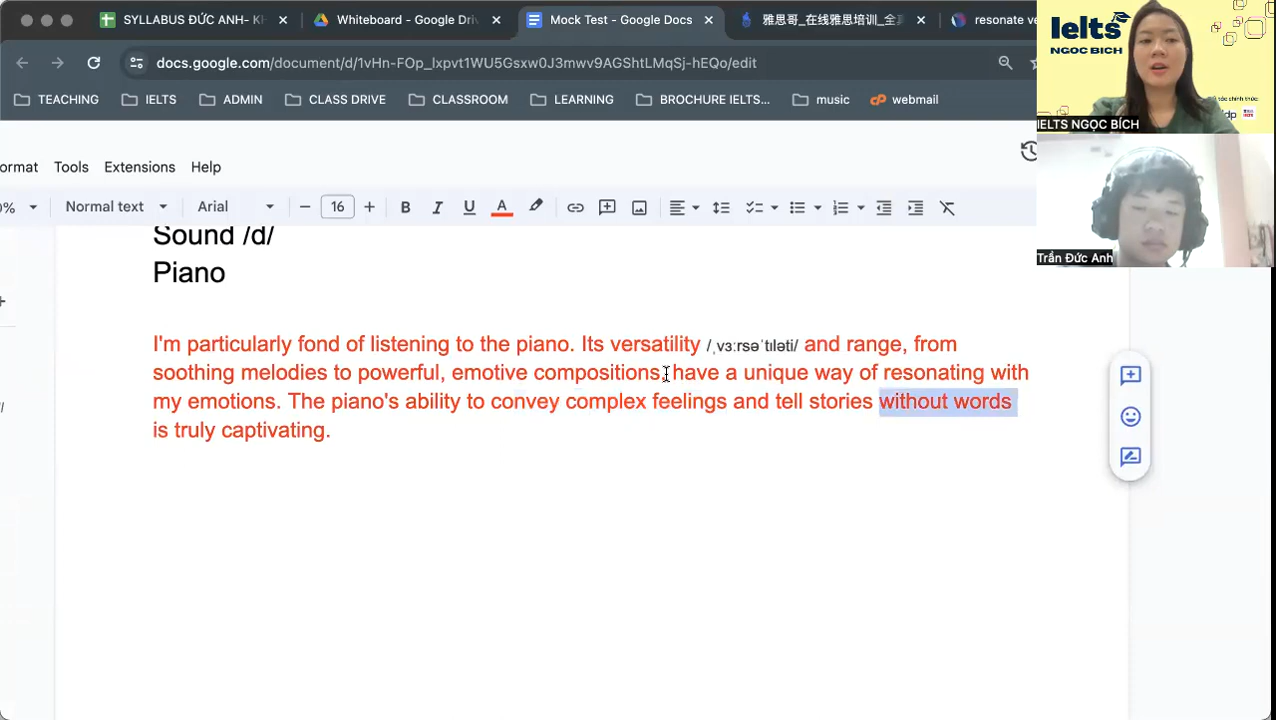 SYLLABUS ĐỨC ANH- K
Whiteboard - Google Dri
Mock Test - Google Docs
雅思哥_在线雅思培训_全
resonate ve
docs.google.com/document/d/1vHn-FOp_lxpvt1WU5Gsxw0J3mwv9AGShtLMqSj-hEQo/edit
TEACHING
IELTS
ADMIN
CLASS DRIVE
CLASSROOM
LEARNING
BROCHURE IELTS...
music
webmail
Ielts
NGOC BICH
IELTS NGỌC BÍCH
ormat Tools Extensions Help
0% Normal text Arial 16 B I U A
Trần Đức Anh
Sound /d/
Piano
I'm particularly fond of listening to the piano. Its versatility /ˌvɜːrsəˈtɪləti/ and range, from
soothing melodies to powerful, emotive compositions, have a unique way of resonating with
my emotions. The piano's ability to convey complex feelings and tell stories without words
is truly captivating.